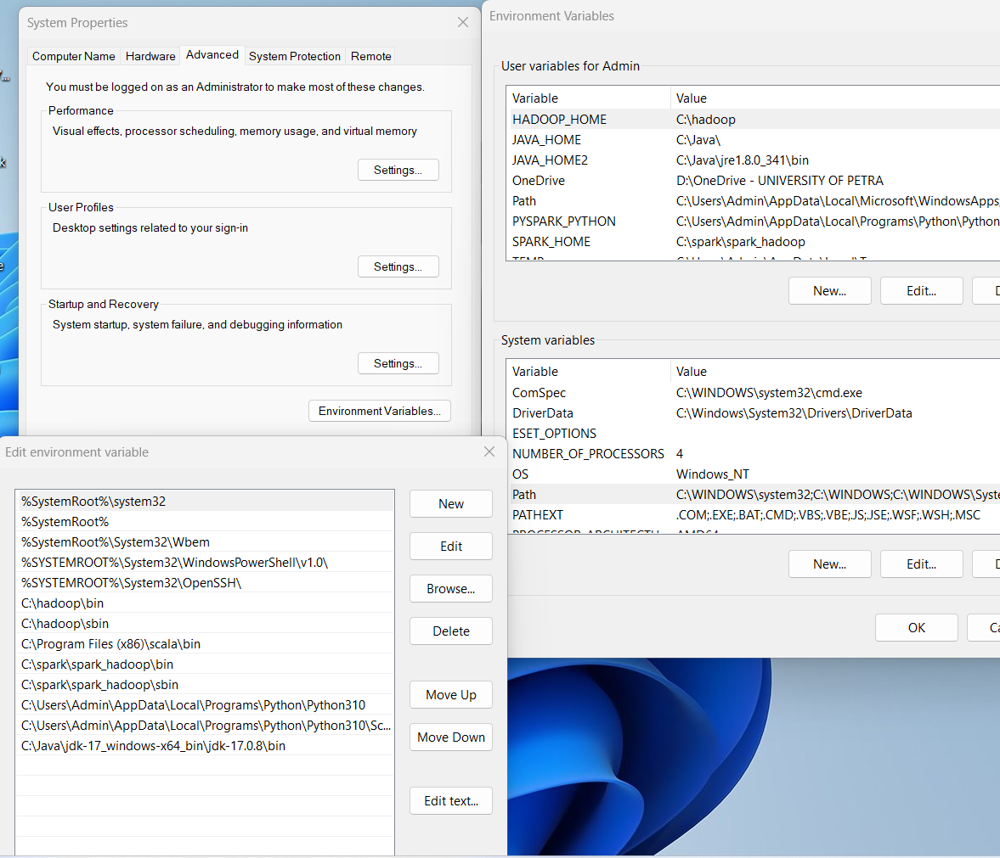 System Properties
Computer Name Hardware Advanced System Protection Remote
You must be logged on as an Administrator to make most of these changes.
Performance
Visual effects, processor scheduling, memory usage, and virtual memory
Settings...
User Profiles
Desktop settings related to your sign-in
Settings...
Startup and Recovery
System startup, system failure, and debugging information
Settings...
Environment Variables...
Environment Variables
User variables for Admin
Variable Value
HADOOP_HOME C:\hadoop
JAVA_HOME C:\Java\
JAVA_HOME2 C:\Java\jre1.8.0_341\bin
OneDrive D:\OneDrive - UNIVERSITY OF PETRA
Path C:\Users\Admin\AppData\Local\Microsoft\WindowsApps;
PYSPARK_PYTHON C:\Users\Admin\AppData\Local\Programs\Python\Python
SPARK_HOME C:\spark\spark_hadoop
New... Edit...
System variables
Variable Value
ComSpec C:\WINDOWS\system32\cmd.exe
DriverData C:\Windows\System32\Drivers\DriverData
ESET_OPTIONS
NUMBER_OF_PROCESSORS 4
OS Windows_NT
Path C:\WINDOWS\system32;C:\WINDOWS;C:\WINDOWS\Syste
PATHEXT .COM;.EXE;.BAT;.CMD;.VBS;.VBE;.JS;.JSE;.WSF;.WSH;.MSC
New... Edit...
OK
Edit environment variable
%SystemRoot%\system32
%SystemRoot%
%SystemRoot%\System32\Wbem
%SYSTEMROOT%\System32\WindowsPowerShell\v1.0\
%SYSTEMROOT%\System32\OpenSSH\
C:\hadoop\bin
C:\hadoop\sbin
C:\Program Files (x86)\scala\bin
C:\spark\spark_hadoop\bin
C:\spark\spark_hadoop\sbin
C:\Users\Admin\AppData\Local\Programs\Python\Python310
C:\Users\Admin\AppData\Local\Programs\Python\Python310\Sc...
C:\Java\jdk-17_windows-x64_bin\jdk-17.0.8\bin
New
Edit
Browse...
Delete
Move Up
Move Down
Edit text...